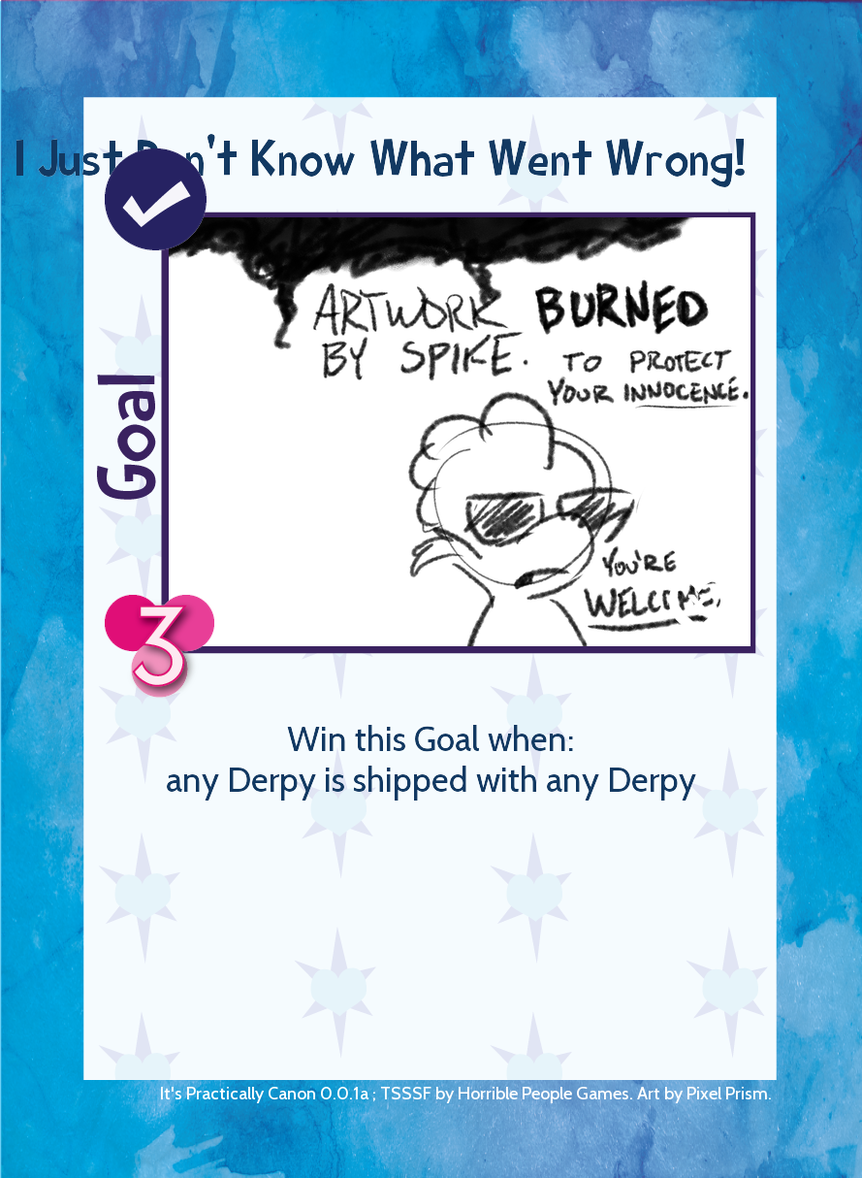 I Just Don't Know What Went Wrong!
ARTWORK BURNED
BY SPIKE. TO PROTECT
YOUR INNOCENCE.
Goal
YOU'RE
WELCOME.
3
Win this Goal when:
any Derpy is shipped with any Derpy
It's Practically Canon 0.0.1a ; TSSSF by Horrible People Games. Art by Pixel Prism.